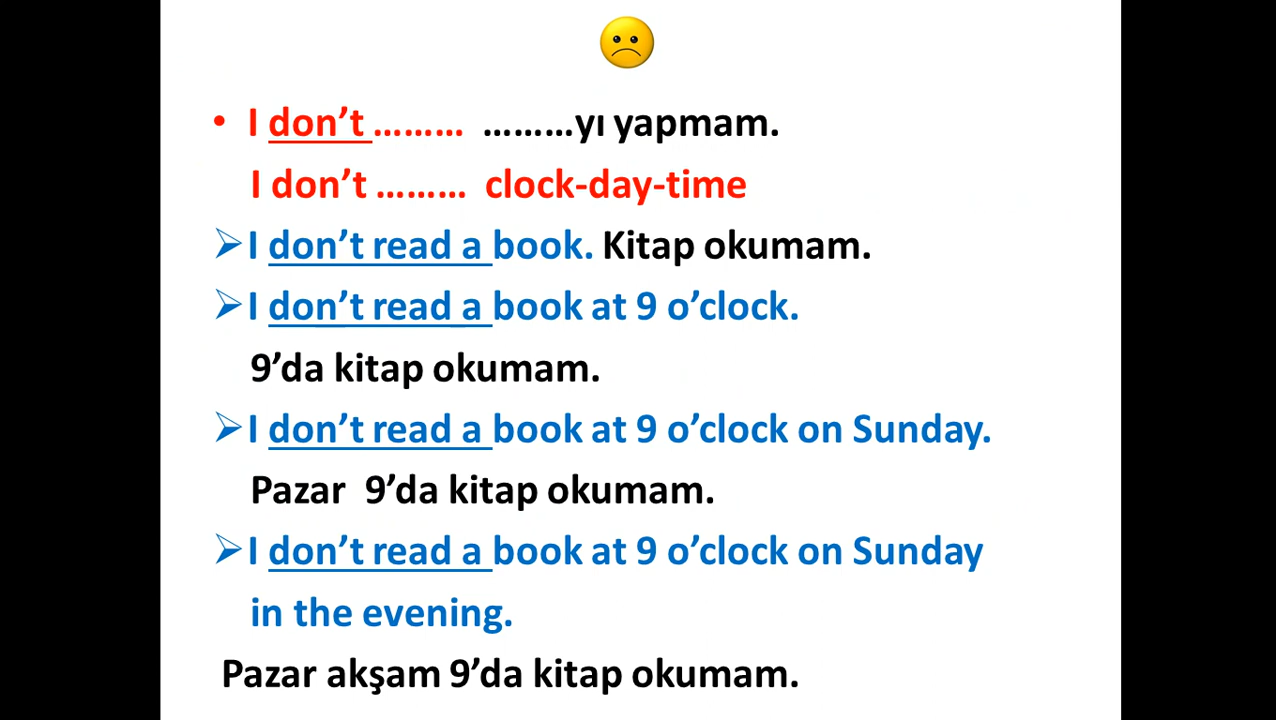 • I don’t ……… ………yı yapmam.
I don’t ……… clock-day-time
➢I don’t read a book. Kitap okumam.
➢I don’t read a book at 9 o’clock.
9’da kitap okumam.
➢I don’t read a book at 9 o’clock on Sunday.
Pazar 9’da kitap okumam.
➢I don’t read a book at 9 o’clock on Sunday
in the evening.
Pazar akşam 9’da kitap okumam.